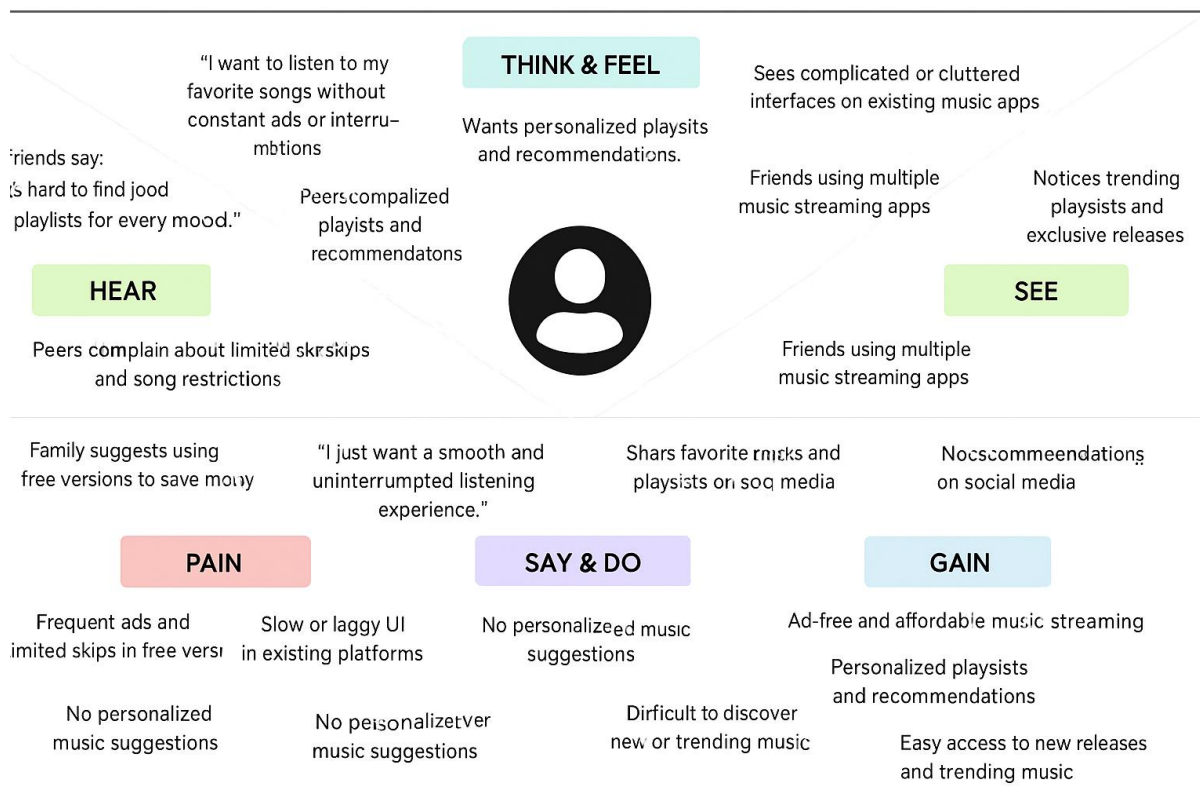 THINK & FEEL
“I want to listen to my
favorite songs without
constant ads or interru–
mbtions
Wants personalized playsits
and recommendations.
Sees complicated or cluttered
interfaces on existing music apps
friends say:
hard to find jood
playlists for every mood."
Peerscompalized
playists and
recommendatons
Friends using multiple
music streaming apps
Notices trending
playsists and
exclusive releases
HEAR
SEE
Peers complain about limited skrskips
and song restrictions
Friends using multiple
music streaming apps
Family suggests using
free versions to save mony
“I just want a smooth and
uninterrupted listening
experience.”
Shars favorite and
playsists on soq media
Nocscommeendations
on social media
PAIN
SAY & DO
GAIN
Frequent ads and
imited skips in free versi
Slow or laggy UI
in existing platforms
No personalizeed music
suggestions
Ad-free and affordable music streaming
Personalized playsists
and recommendations
No personalized
music suggestions
No personalizetver
music suggestions
Dirficult to discover
new or trending music
Easy access to new releases
and trending music